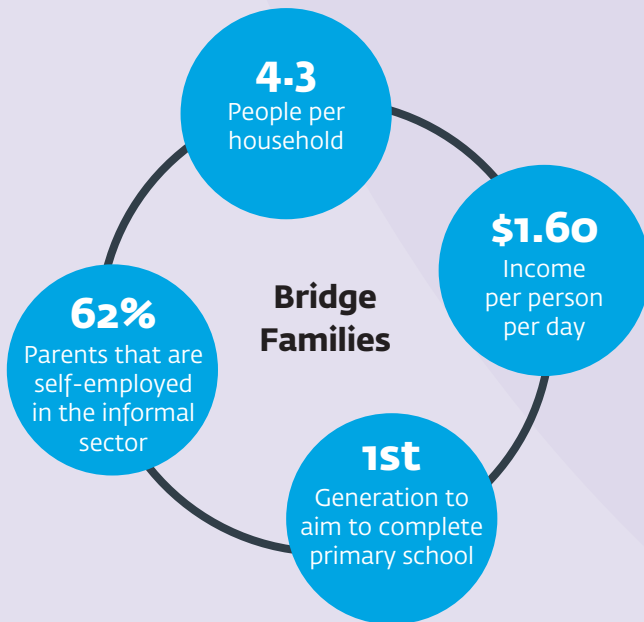 4.3
People per
household
$1.60
Income
per person
per day
Bridge
Families
62%
Parents that are
self-employed
in the informal
sector
1st
Generation to
aim to complete
primary school